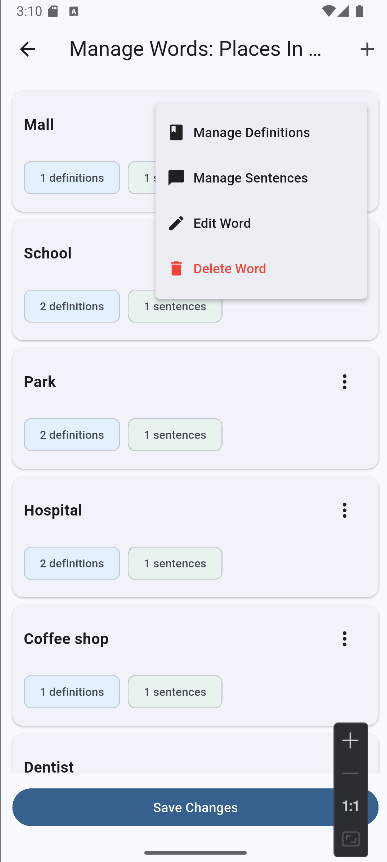 3:10 A
Manage Words: Places In ...
Mall
Manage Definitions
1 definitions 1 s
Manage Sentences
Edit Word
School
Delete Word
2 definitions 1 sentences
Park
2 definitions 1 sentences
Hospital
2 definitions 1 sentences
Coffee shop
1 definitions 1 sentences
Dentist
1:1
Save Changes